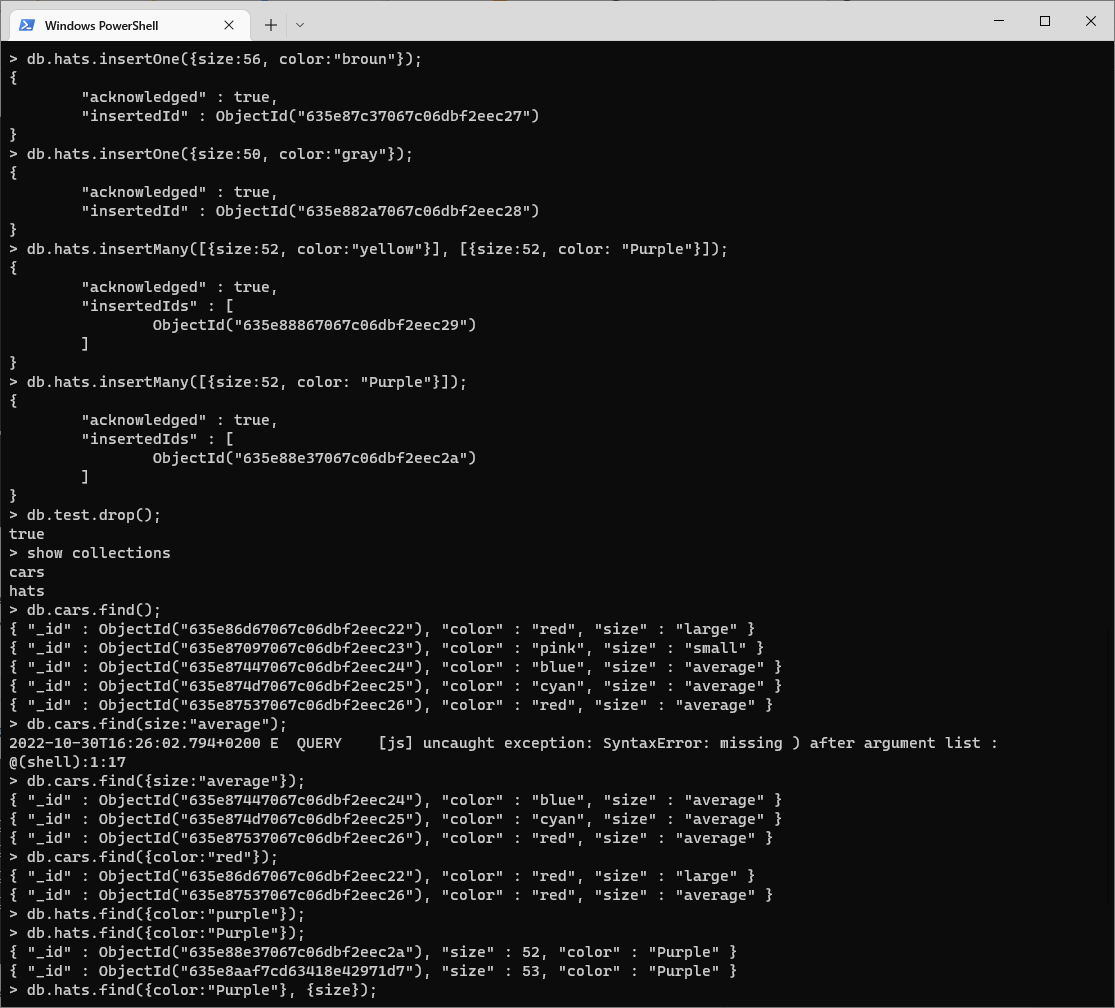 Windows PowerShell
> db.hats.insertOne({size:56, color:"broun"});
{
        "acknowledged" : true,
        "insertedId" : ObjectId("635e87c37067c06dbf2eec27")
}
> db.hats.insertOne({size:50, color:"gray"});
{
        "acknowledged" : true,
        "insertedId" : ObjectId("635e882a7067c06dbf2eec28")
}
> db.hats.insertMany([{size:52, color:"yellow"}], [{size:52, color: "Purple"}]);
{
        "acknowledged" : true,
        "insertedIds" : [
                ObjectId("635e88867067c06dbf2eec29")
        ]
}
> db.hats.insertMany([{size:52, color: "Purple"}]);
{
        "acknowledged" : true,
        "insertedIds" : [
                ObjectId("635e88e37067c06dbf2eec2a")
        ]
}
> db.test.drop();
true
> show collections
cars
hats
> db.cars.find();
{ "_id" : ObjectId("635e86d67067c06dbf2eec22"), "color" : "red", "size" : "large" }
{ "_id" : ObjectId("635e87097067c06dbf2eec23"), "color" : "pink", "size" : "small" }
{ "_id" : ObjectId("635e87447067c06dbf2eec24"), "color" : "blue", "size" : "average" }
{ "_id" : ObjectId("635e874d7067c06dbf2eec25"), "color" : "cyan", "size" : "average" }
{ "_id" : ObjectId("635e87537067c06dbf2eec26"), "color" : "red", "size" : "average" }
> db.cars.find(size:"average");
2022-10-30T16:26:02.794+0200 E  QUERY    [js] uncaught exception: SyntaxError: missing ) after argument list :
@(shell):1:17
> db.cars.find({size:"average"});
{ "_id" : ObjectId("635e87447067c06dbf2eec24"), "color" : "blue", "size" : "average" }
{ "_id" : ObjectId("635e874d7067c06dbf2eec25"), "color" : "cyan", "size" : "average" }
{ "_id" : ObjectId("635e87537067c06dbf2eec26"), "color" : "red", "size" : "average" }
> db.cars.find({color:"red"});
{ "_id" : ObjectId("635e86d67067c06dbf2eec22"), "color" : "red", "size" : "large" }
{ "_id" : ObjectId("635e87537067c06dbf2eec26"), "color" : "red", "size" : "average" }
> db.hats.find({color:"purple"});
> db.hats.find({color:"Purple"});
{ "_id" : ObjectId("635e88e37067c06dbf2eec2a"), "size" : 52, "color" : "Purple" }
{ "_id" : ObjectId("635e8aaf7cd63418e42971d7"), "size" : 53, "color" : "Purple" }
> db.hats.find({color:"Purple"}, {size});